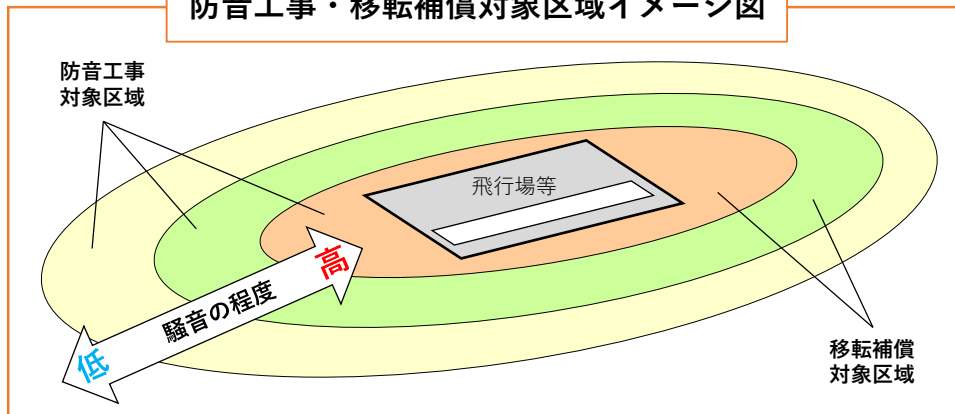 防音工事・移転補償対象区域イメージ図
防音工事
対象区域
飛行場等
高
騒音の程度
低
移転補償
対象区域